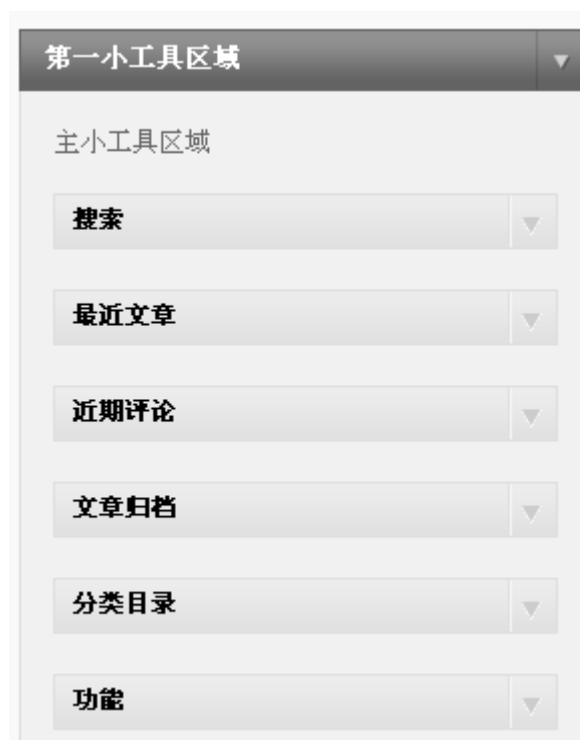 第一小工具区域
主小工具区域
搜索
最近文章
近期评论
文章归档
分类目录
功能